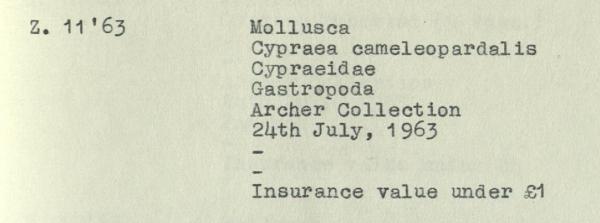 Z. 11'63 Mollusca
Cypraea cameleopardalis
Cypraeidae
Gastropoda
Archer Collection
24th July, 1963
-
-
Insurance value under £1